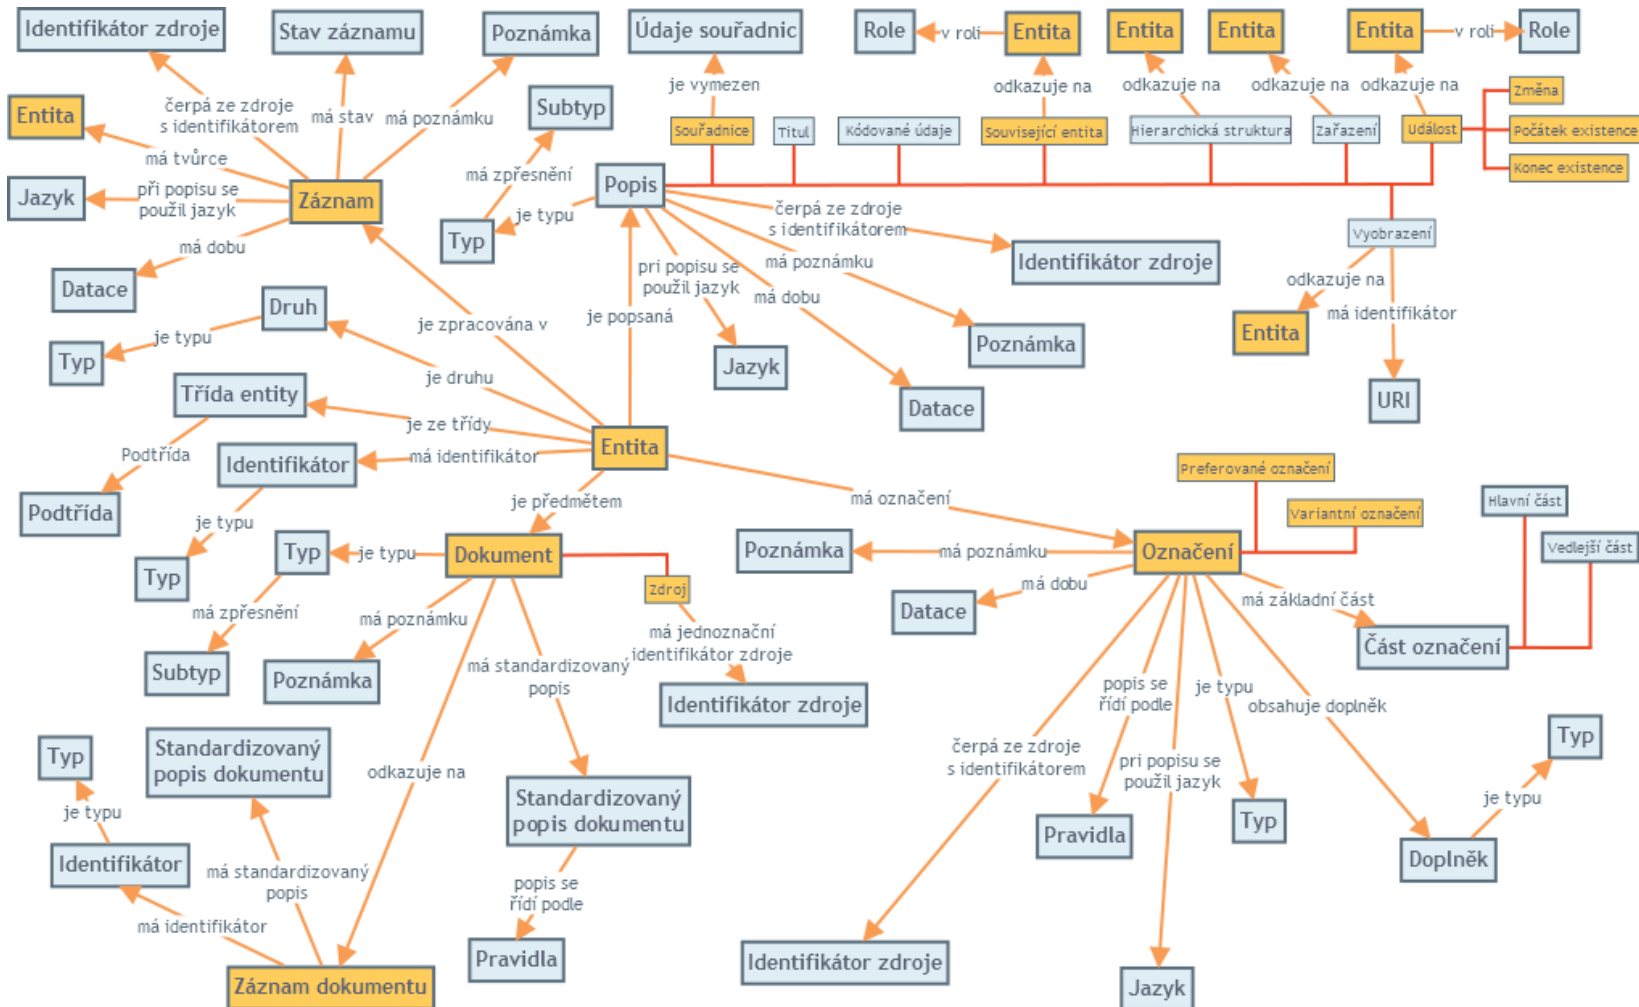 Identifikátor zdroje
Stav záznamu
Poznámka
Údaje souřadnic
Role
v roli
Entita
Entita
Entita
Entita
v roli
Role
čerpá ze zdroje
s identifikátorem
má stav
má poznámku
je vymezen
odkazuje na
odkazuje na
odkazuje na
odkazuje na
Entita
má tvůrce
Subtyp
Souřadnice
Titul
Kódované údaje
Související entita
Hierarchická struktura
Zařazení
Událost
Změna
Počátek existence
Konec existence
Jazyk
při popisu se
použil jazyk
Záznam
má zpřesnění
Popis
má dobu
Typ
je typu
čerpá ze zdroje
s identifikátorem
Vyobrazení
Datace
Identifikátor zdroje
pri popisu se
použil jazyk
má poznámku
má dobu
odkazuje na
má identifikátor
Druh
je zpracována v
je popsaná
Entita
Typ
je typu
Jazyk
Poznámka
je druhu
Datace
URI
Třída entity
je ze třídy
Entita
Podtřída
Identifikátor
má identifikátor
Preferované označení
Podtřída
je typu
je předmětem
má označení
Variantní označení
Hlavní část
Vedlejší část
Typ
Typ
je typu
Dokument
Poznámka
má poznámku
Označení
Zdroj
má dobu
Datace
má základní část
má zpřesnění
má poznámku
má jednoznační
identifikátor zdroje
Část označení
Subtyp
Poznámka
má standardizovaný
popis
Identifikátor zdroje
popis se
řídí podle
je typu
obsahuje doplněk
Typ
Standardizovaný
popis dokumentu
odkazuje na
čerpá ze zdroje
s identifikátorem
pri popisu se
použil jazyk
Typ
je typu
Standardizovaný
popis dokumentu
je typu
Pravidla
Typ
Identifikátor
má standardizovaný
popis
popis se
řídí podle
Doplněk
má identifikátor
Pravidla
Identifikátor zdroje
Záznam dokumentu
Jazyk